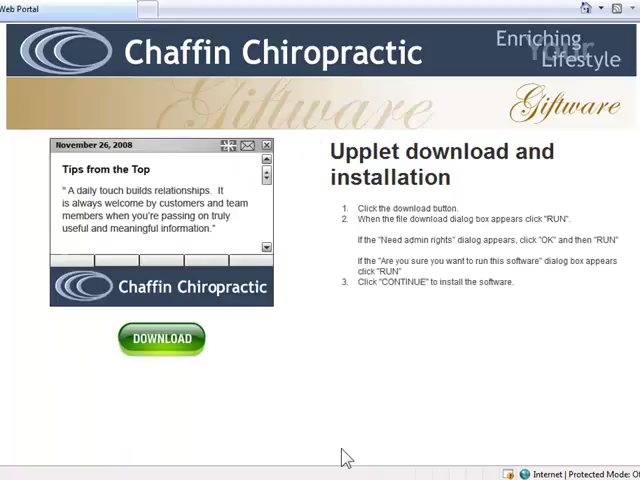 Web Portal
Chaffin Chiropractic
Enriching
Your
Lifestyle
Giftware
Giftware
November 26, 2008
Tips from the Top
" A daily touch builds relationships. It
is always welcome by customers and team
members when you're passing on truly
useful and meaningful information."
Chaffin Chiropractic
DOWNLOAD
Upplet download and
installation
1. Click the download button.
2. When the file download dialog box appears click "RUN".
If the "Need admin rights" dialog appears, click "OK" and then "RUN"
If the "Are you sure you want to run this software" dialog box appears
click "RUN"
3. Click "CONTINUE" to install the software.
Internet | Protected Mode: O